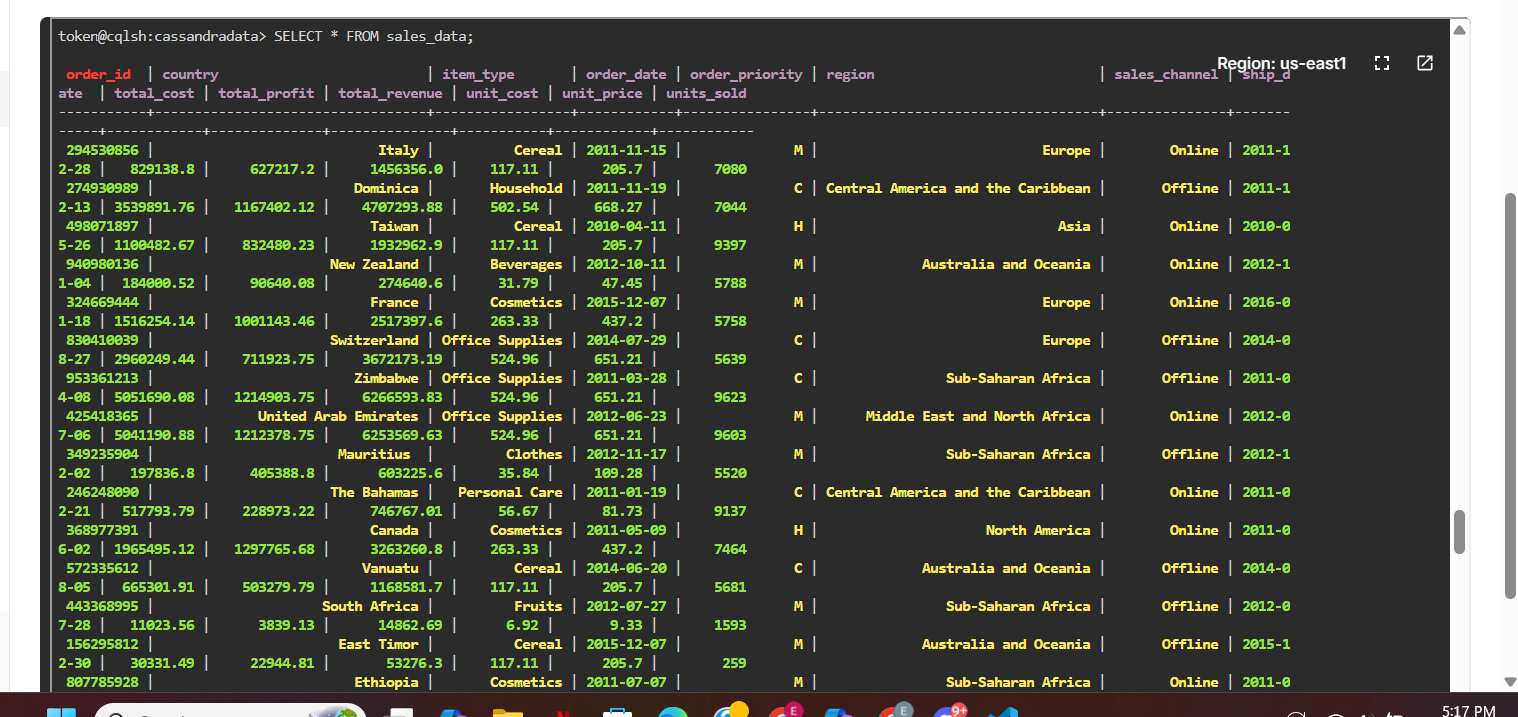 token@cqlsh:cassandradata> SELECT * FROM sales_data;
Region: us-east1
order_id | country | item_type | order_date | order_priority | region | sales_channel | ship_d
ate | total_cost | total_profit | total_revenue | unit_cost | unit_price | units_sold
-----------+----------------------------------+-----------------+------------+----------------+-----------------------------------+---------------+-------
-----+------------+--------------+---------------+-----------+------------+------------
294530856 | Italy | Cereal | 2011-11-15 | M | Europe | Online | 2011-1
2-28 | 829138.8 | 627217.2 | 1456356.0 | 117.11 | 205.7 | 7080
274930989 | Dominica | Household | 2011-11-19 | C | Central America and the Caribbean | Offline | 2011-1
2-13 | 3539891.76 | 1167402.12 | 4707293.88 | 502.54 | 668.27 | 7044
498071897 | Taiwan | Cereal | 2010-04-11 | H | Asia | Online | 2010-0
5-26 | 1100482.67 | 832480.23 | 1932962.9 | 117.11 | 205.7 | 9397
940980136 | New Zealand | Beverages | 2012-10-11 | M | Australia and Oceania | Online | 2012-1
1-04 | 184000.52 | 90640.08 | 274640.6 | 31.79 | 47.45 | 5788
324669444 | France | Cosmetics | 2015-12-07 | M | Europe | Online | 2016-0
1-18 | 1516254.14 | 1001143.46 | 2517397.6 | 263.33 | 437.2 | 5758
830410039 | Switzerland | Office Supplies | 2014-07-29 | C | Europe | Offline | 2014-0
8-27 | 2960249.44 | 711923.75 | 3672173.19 | 524.96 | 651.21 | 5639
953361213 | Zimbabwe | Office Supplies | 2011-03-28 | C | Sub-Saharan Africa | Offline | 2011-0
4-08 | 5051690.08 | 1214903.75 | 6266593.83 | 524.96 | 651.21 | 9623
425418365 | United Arab Emirates | Office Supplies | 2012-06-23 | M | Middle East and North Africa | Online | 2012-0
7-06 | 5041190.88 | 1212378.75 | 6253569.63 | 524.96 | 651.21 | 9603
349235904 | Mauritius | Clothes | 2012-11-17 | M | Sub-Saharan Africa | Offline | 2012-1
2-02 | 197836.8 | 405388.8 | 603225.6 | 35.84 | 109.28 | 5520
246248090 | The Bahamas | Personal Care | 2011-01-19 | C | Central America and the Caribbean | Online | 2011-0
2-21 | 517793.79 | 228973.22 | 746767.01 | 56.67 | 81.73 | 9137
368977391 | Canada | Cosmetics | 2011-05-09 | H | North America | Online | 2011-0
6-02 | 1965495.12 | 1297765.68 | 3263260.8 | 263.33 | 437.2 | 7464
572335612 | Vanuatu | Cereal | 2014-06-20 | C | Australia and Oceania | Offline | 2014-0
8-05 | 665301.91 | 503279.79 | 1168581.7 | 117.11 | 205.7 | 5681
443368995 | South Africa | Fruits | 2012-07-27 | M | Sub-Saharan Africa | Offline | 2012-0
7-28 | 11023.56 | 3839.13 | 14862.69 | 6.92 | 9.33 | 1593
156295812 | East Timor | Cereal | 2015-12-07 | M | Australia and Oceania | Offline | 2015-1
2-30 | 30331.49 | 22944.81 | 53276.3 | 117.11 | 205.7 | 259
807785928 | Ethiopia | Cosmetics | 2011-07-07 | M | Sub-Saharan Africa | Online | 2011-0
E
E
9+
5:17 PM